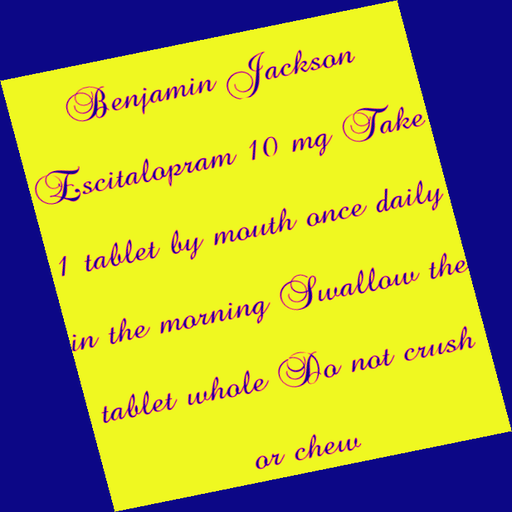 Benjamin Jackson
Escitalopram 10 mg Take
1 tablet by mouth once daily
in the morning Swallow the
tablet whole Do not crush
or chew